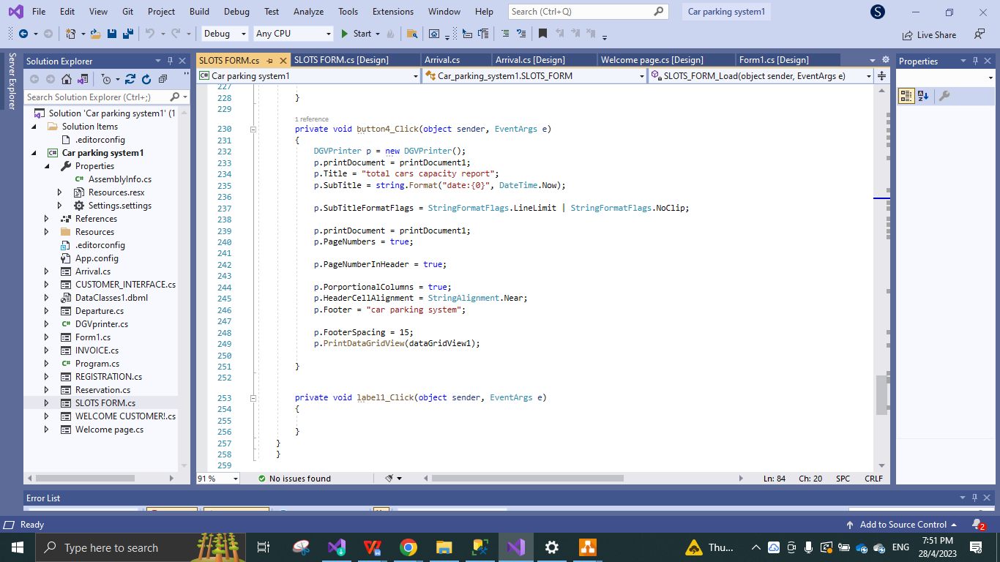 File Edit View Git Project Build Debug Test Analyze Tools Extensions Window Help Search (Ctrl+Q) Car parking system1 S
Debug Any CPU Start Live Share
Server Explorer
Solution Explorer
Search Solution Explorer (Ctrl+;)
Solution 'Car parking system1' (1
Solution Items
.editorconfig
Car parking system1
Properties
AssemblyInfo.cs
Resources.resx
Settings.settings
References
Resources
.editorconfig
App.config
Arrival.cs
CUSTOMER_INTERFACE.cs
DataClasses1.dbml
Departure.cs
DGVprinter.cs
Form1.cs
INVOICE.cs
Program.cs
REGISTRATION.cs
Reservation.cs
SLOTS FORM.cs
WELCOME CUSTOMER!.cs
Welcome page.cs
SLOTS FORM.cs SLOTS FORM.cs [Design] Arrival.cs Arrival.cs [Design] Welcome page.cs [Design] Form1.cs [Design]
Car parking system1 Car_parking_system1.SLOTS_FORM SLOTS_FORM_Load(object sender, EventArgs e)
227
228 }
229
1 reference
230 private void button4_Click(object sender, EventArgs e)
231 {
232 DGVPrinter p = new DGVPrinter();
233 p.printDocument = printDocument1;
234 p.Title = "total cars capacity report";
235 p.SubTitle = string.Format("date:{0}", DateTime.Now);
236
237 p.SubTitleFormatFlags = StringFormatFlags.LineLimit | StringFormatFlags.NoClip;
238
239 p.printDocument = printDocument1;
240 p.PageNumbers = true;
241
242 p.PageNumberInHeader = true;
243
244 p.PorportionalColumns = true;
245 p.HeaderCellAlignment = StringAlignment.Near;
246 p.Footer = "car parking system";
247
248 p.FooterSpacing = 15;
249 p.PrintDataGridView(dataGridView1);
250
251 }
252
253 private void label1_Click(object sender, EventArgs e)
254 {
255
256 }
257 }
258 }
259
91 % No issues found Ln: 84 Ch: 20 SPC CRLF
Properties
Error List
Ready Add to Source Control 2
Type here to search Thu... ENG 7:51 PM
28/4/2023